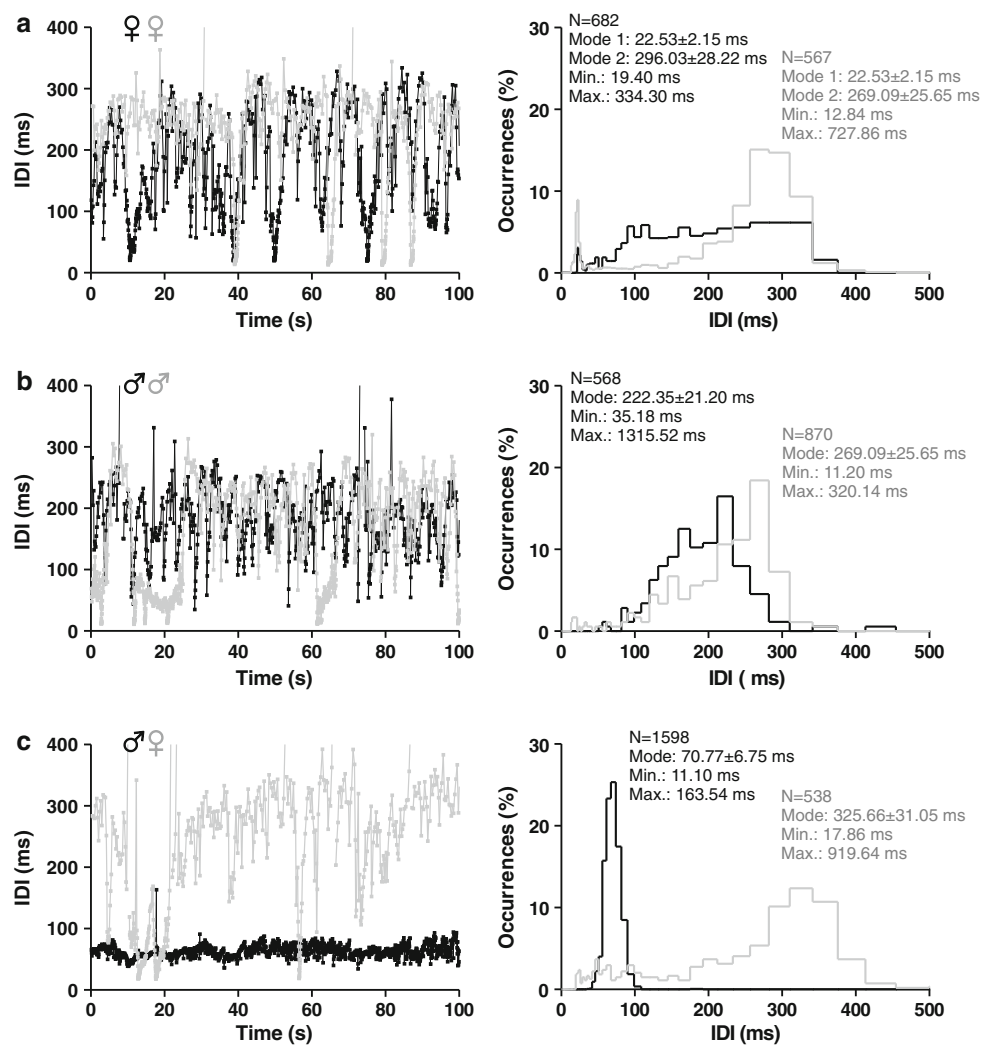 a
♀ ♀
400
300
200
100
0
IDI (ms)
0 20 40 60 80 100
Time (s)
30
20
10
0
Occurrences (%)
N=682
Mode 1: 22.53±2.15 ms
Mode 2: 296.03±28.22 ms
Min.: 19.40 ms
Max.: 334.30 ms
N=567
Mode 1: 22.53±2.15 ms
Mode 2: 269.09±25.65 ms
Min.: 12.84 ms
Max.: 727.86 ms
0 100 200 300 400 500
IDI (ms)
b
♂ ♂
400
300
200
100
0
IDI (ms)
0 20 40 60 80 100
Time (s)
30
20
10
0
Occurrences (%)
N=568
Mode: 222.35±21.20 ms
Min.: 35.18 ms
Max.: 1315.52 ms
N=870
Mode: 269.09±25.65 ms
Min.: 11.20 ms
Max.: 320.14 ms
0 100 200 300 400 500
IDI ( ms)
c
♂ ♀
400
300
200
100
0
IDI (ms)
0 20 40 60 80 100
Time (s)
30
20
10
0
Occurrences (%)
N=1598
Mode: 70.77±6.75 ms
Min.: 11.10 ms
Max.: 163.54 ms
N=538
Mode: 325.66±31.05 ms
Min.: 17.86 ms
Max.: 919.64 ms
0 100 200 300 400 500
IDI (ms)